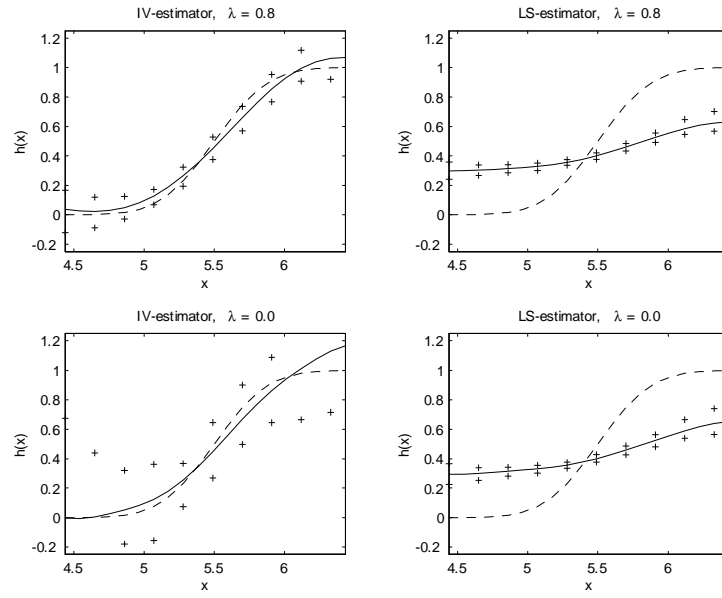 IV-estimator, λ = 0.8
1.2
1
0.8
0.6
0.4
0.2
0
-0.2
h(x)
4.5 5 5.5 6
x
LS-estimator, λ = 0.8
1.2
1
0.8
0.6
0.4
0.2
0
-0.2
h(x)
4.5 5 5.5 6
x
IV-estimator, λ = 0.0
1.2
1
0.8
0.6
0.4
0.2
0
-0.2
h(x)
4.5 5 5.5 6
x
LS-estimator, λ = 0.0
1.2
1
0.8
0.6
0.4
0.2
0
-0.2
h(x)
4.5 5 5.5 6
x